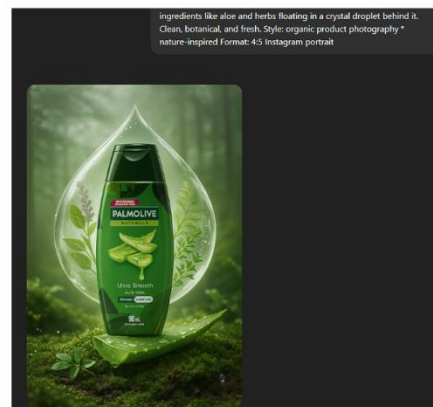 ingredients like aloe and herbs floating in a crystal droplet behind it.
Clean, botanical, and fresh. Style: organic product photography *
nature-inspired Format: 4:5 Instagram portrait
PALMOLIVE
NATURALS
Ultra Smooth
ALOE VERA